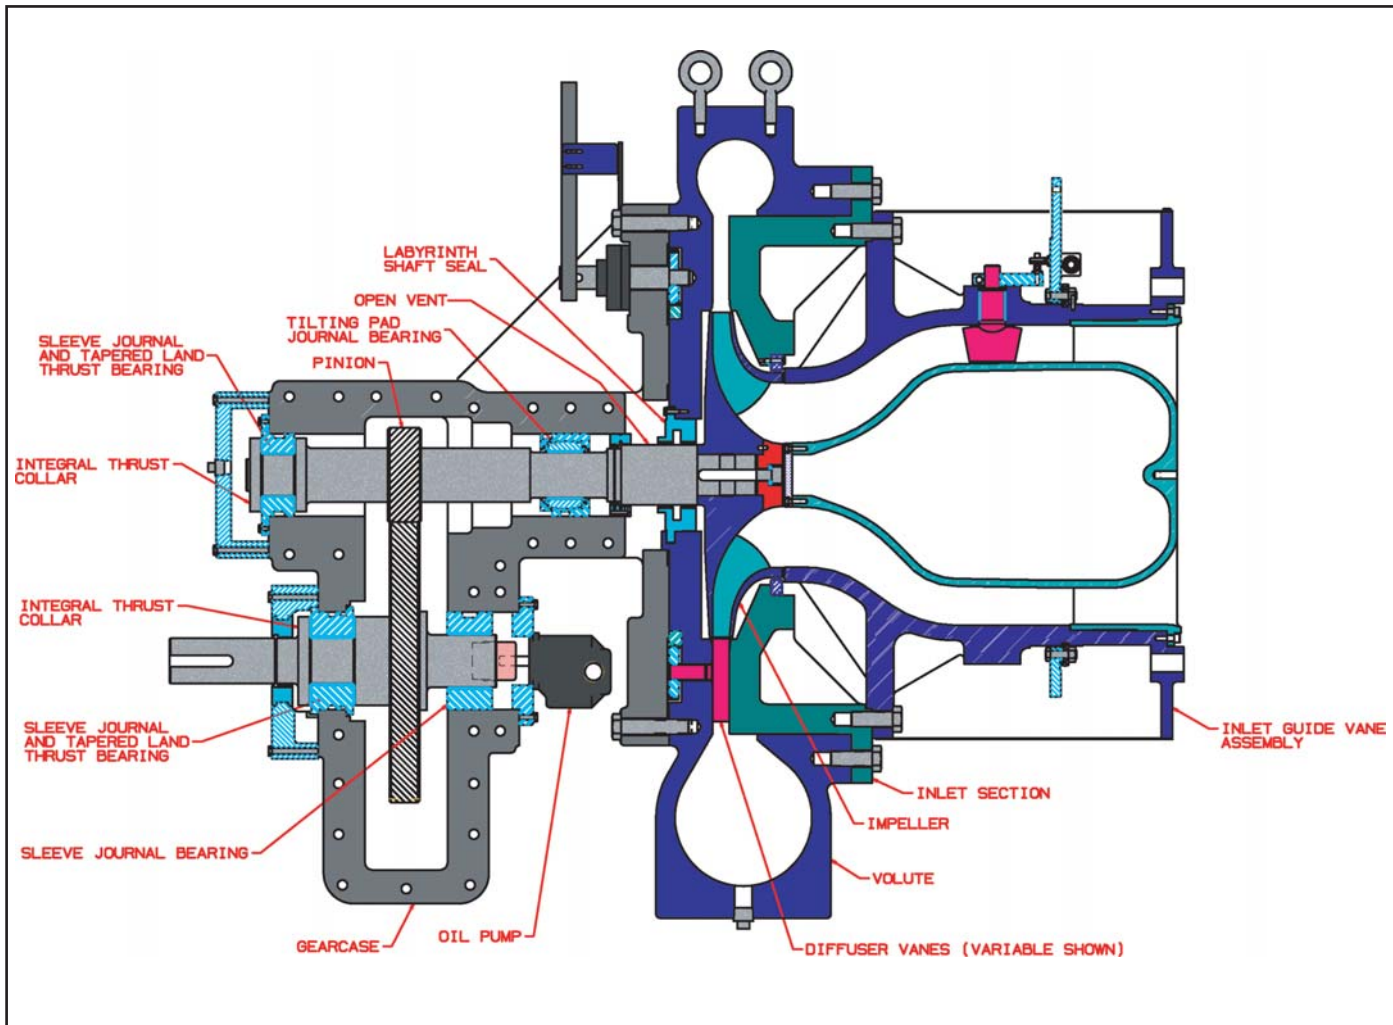 LABYRINTH
SHAFT SEAL
OPEN VENT
TILTING PAD
JOURNAL BEARING
PINION
SLEEVE JOURNAL
AND TAPERED LAND
THRUST BEARING
INTEGRAL THRUST
COLLAR
INTEGRAL THRUST
COLLAR
SLEEVE JOURNAL
AND TAPERED LAND
THRUST BEARING
SLEEVE JOURNAL BEARING
GEARCASE
OIL PUMP
INLET GUIDE VANE
ASSEMBLY
INLET SECTION
IMPELLER
VOLUTE
DIFFUSER VANES (VARIABLE SHOWN)